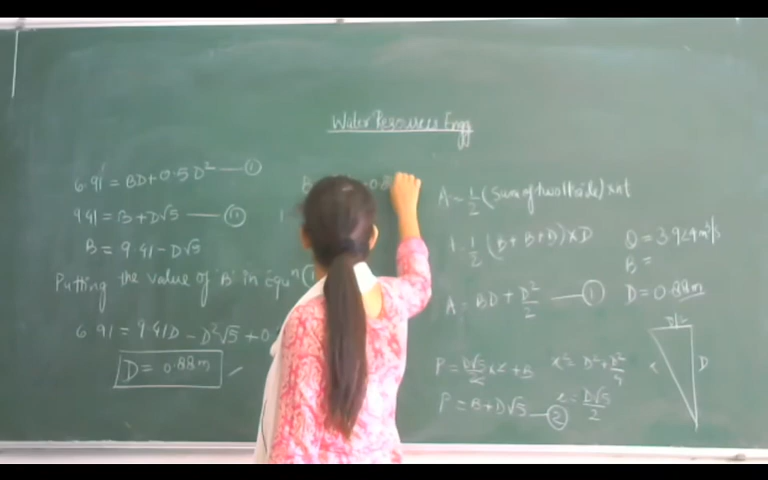 Water Resources Engg
6.91 = BD + 0.5D² — ①
9.41 = B + D√5 — ⑪
B = 9.41 - D√5
Putting the value of 'B' in equⁿ (1
6.91 = 9.41D - D²√5 + 0.
D = 0.88m
B
A = 1/2 (Sum of two ||side) x ht
1/2 (B + B + D) x D
A = BD + D²/2 — ①
P = D√5/2 x 2 + B
P = B + D√5 — ②
x² = D² + D²/4
D√5/2
Q = 3.924 m³/s
B =
D = 0.88m
D/2
D